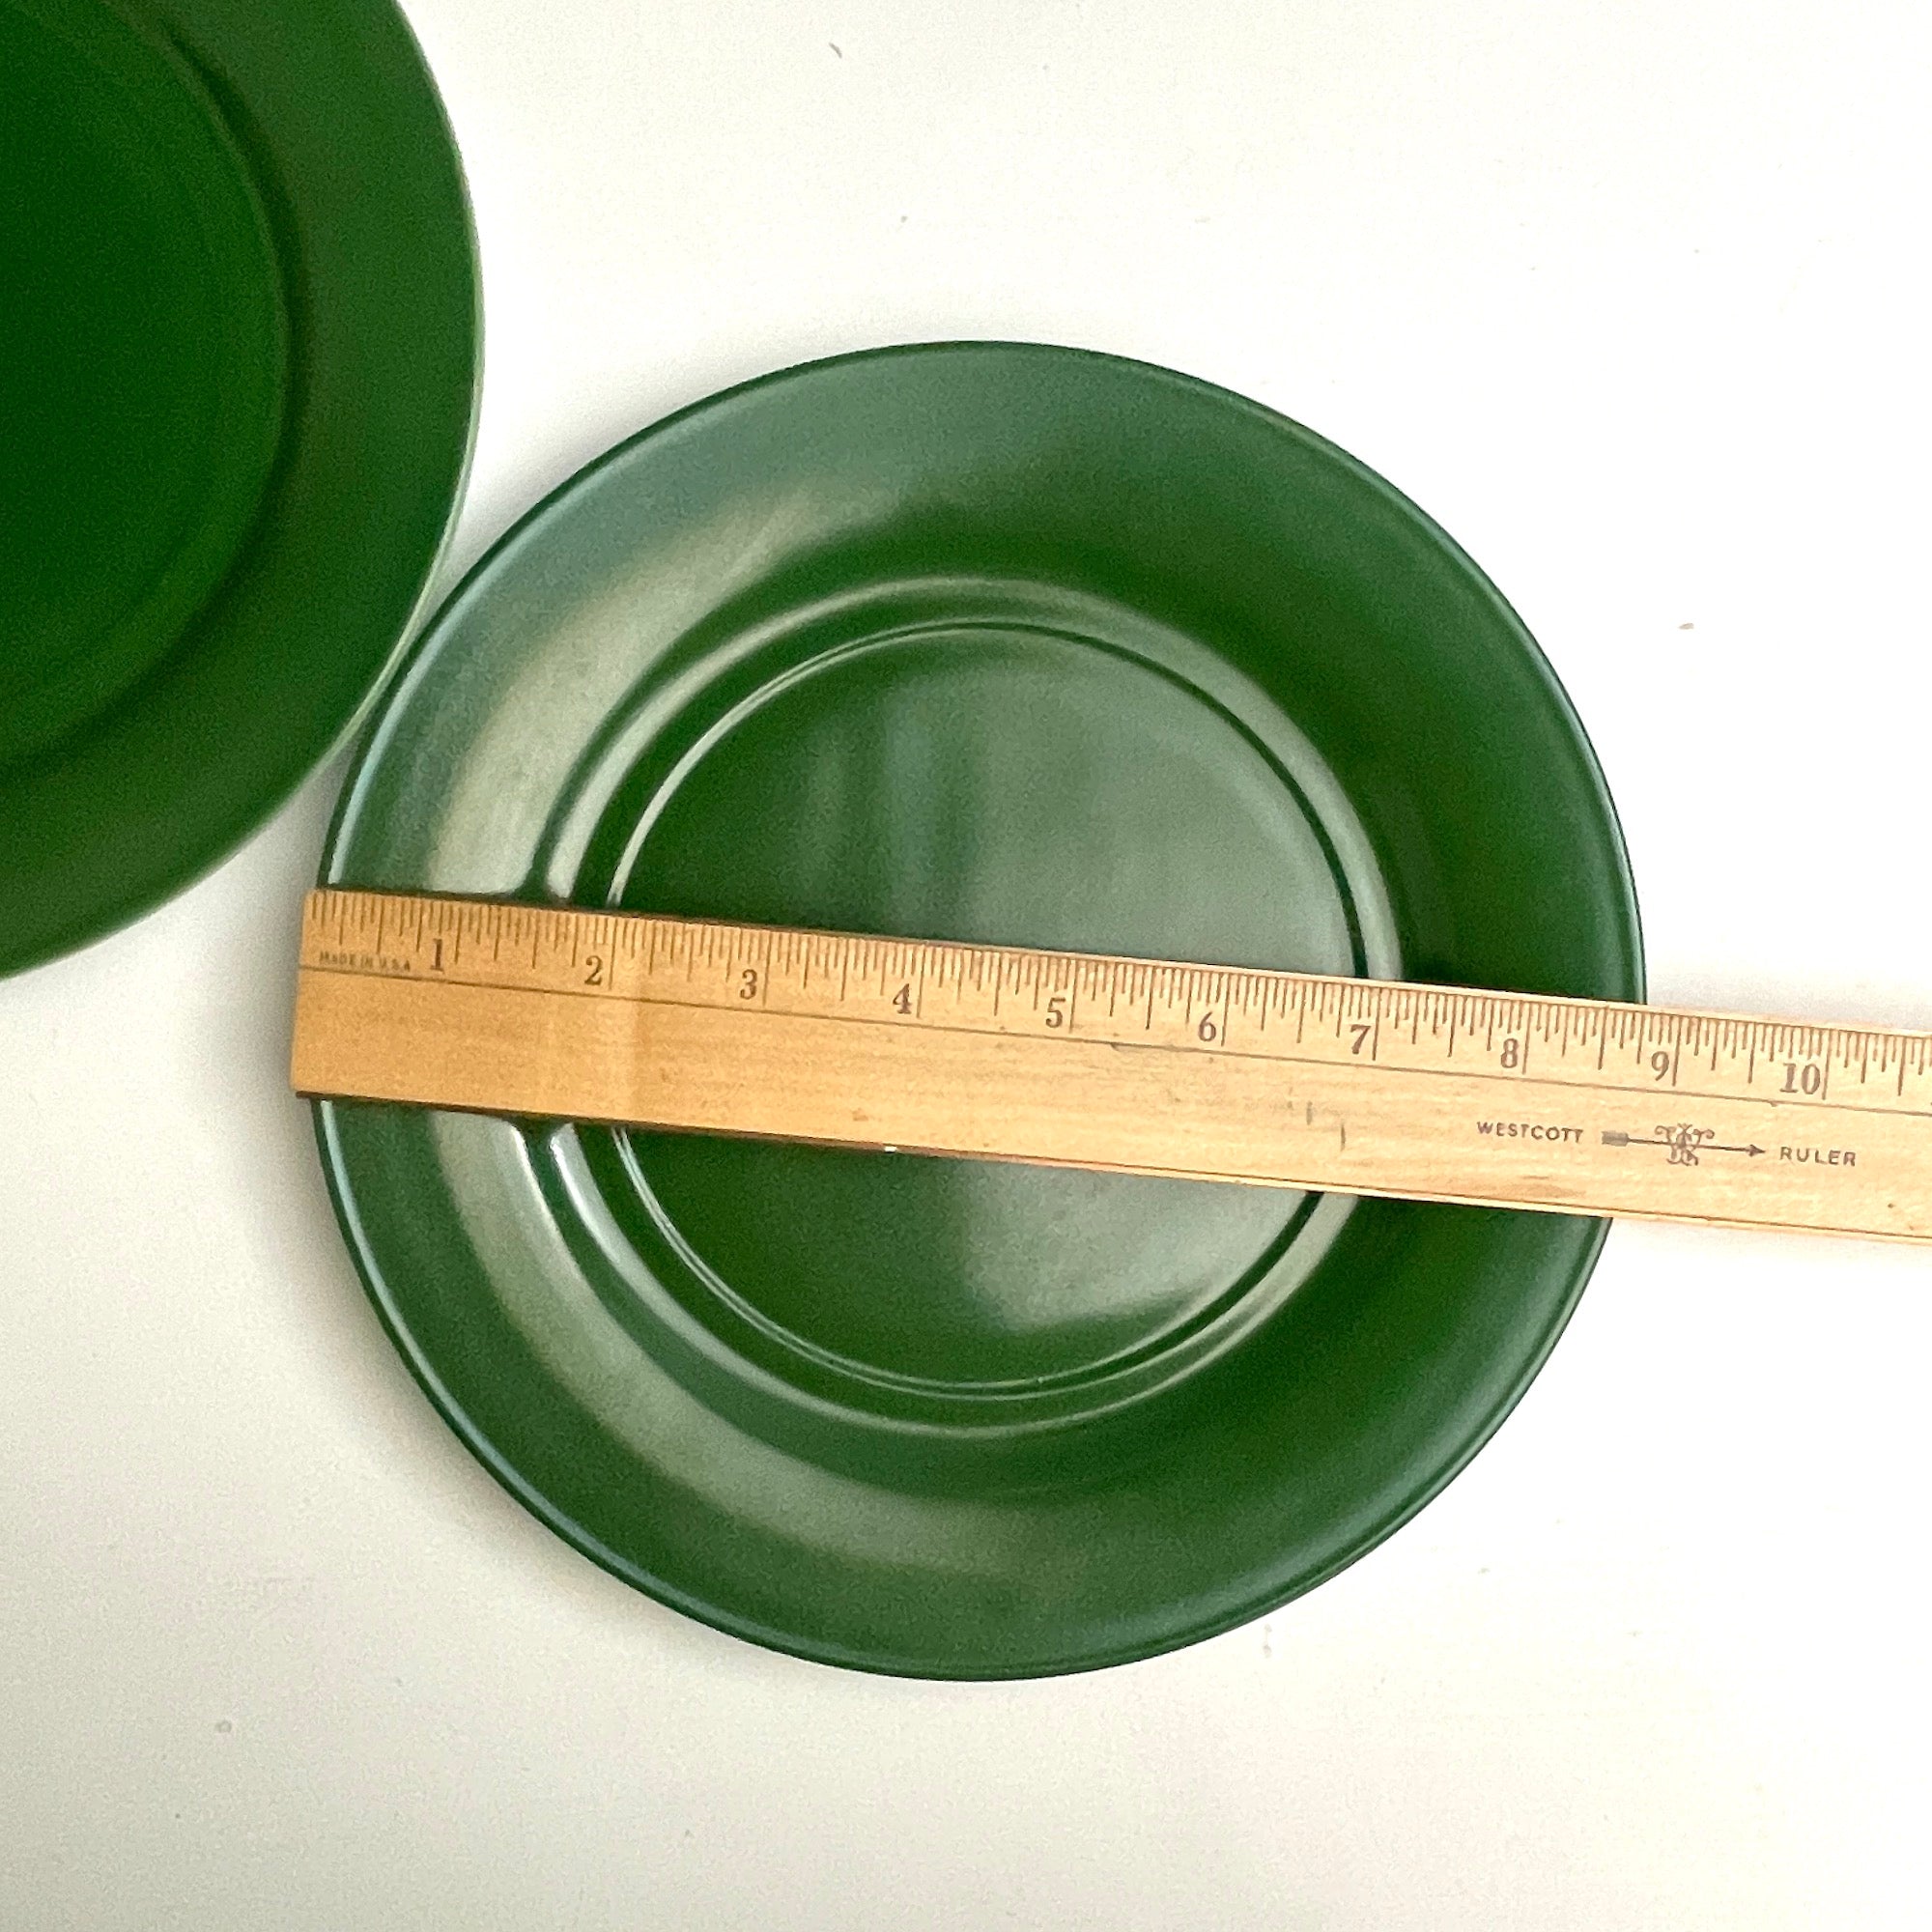 MADE IN U.S.A.
1 2 3 4 5 6 7 8 9 10
WESTCOTT RULER